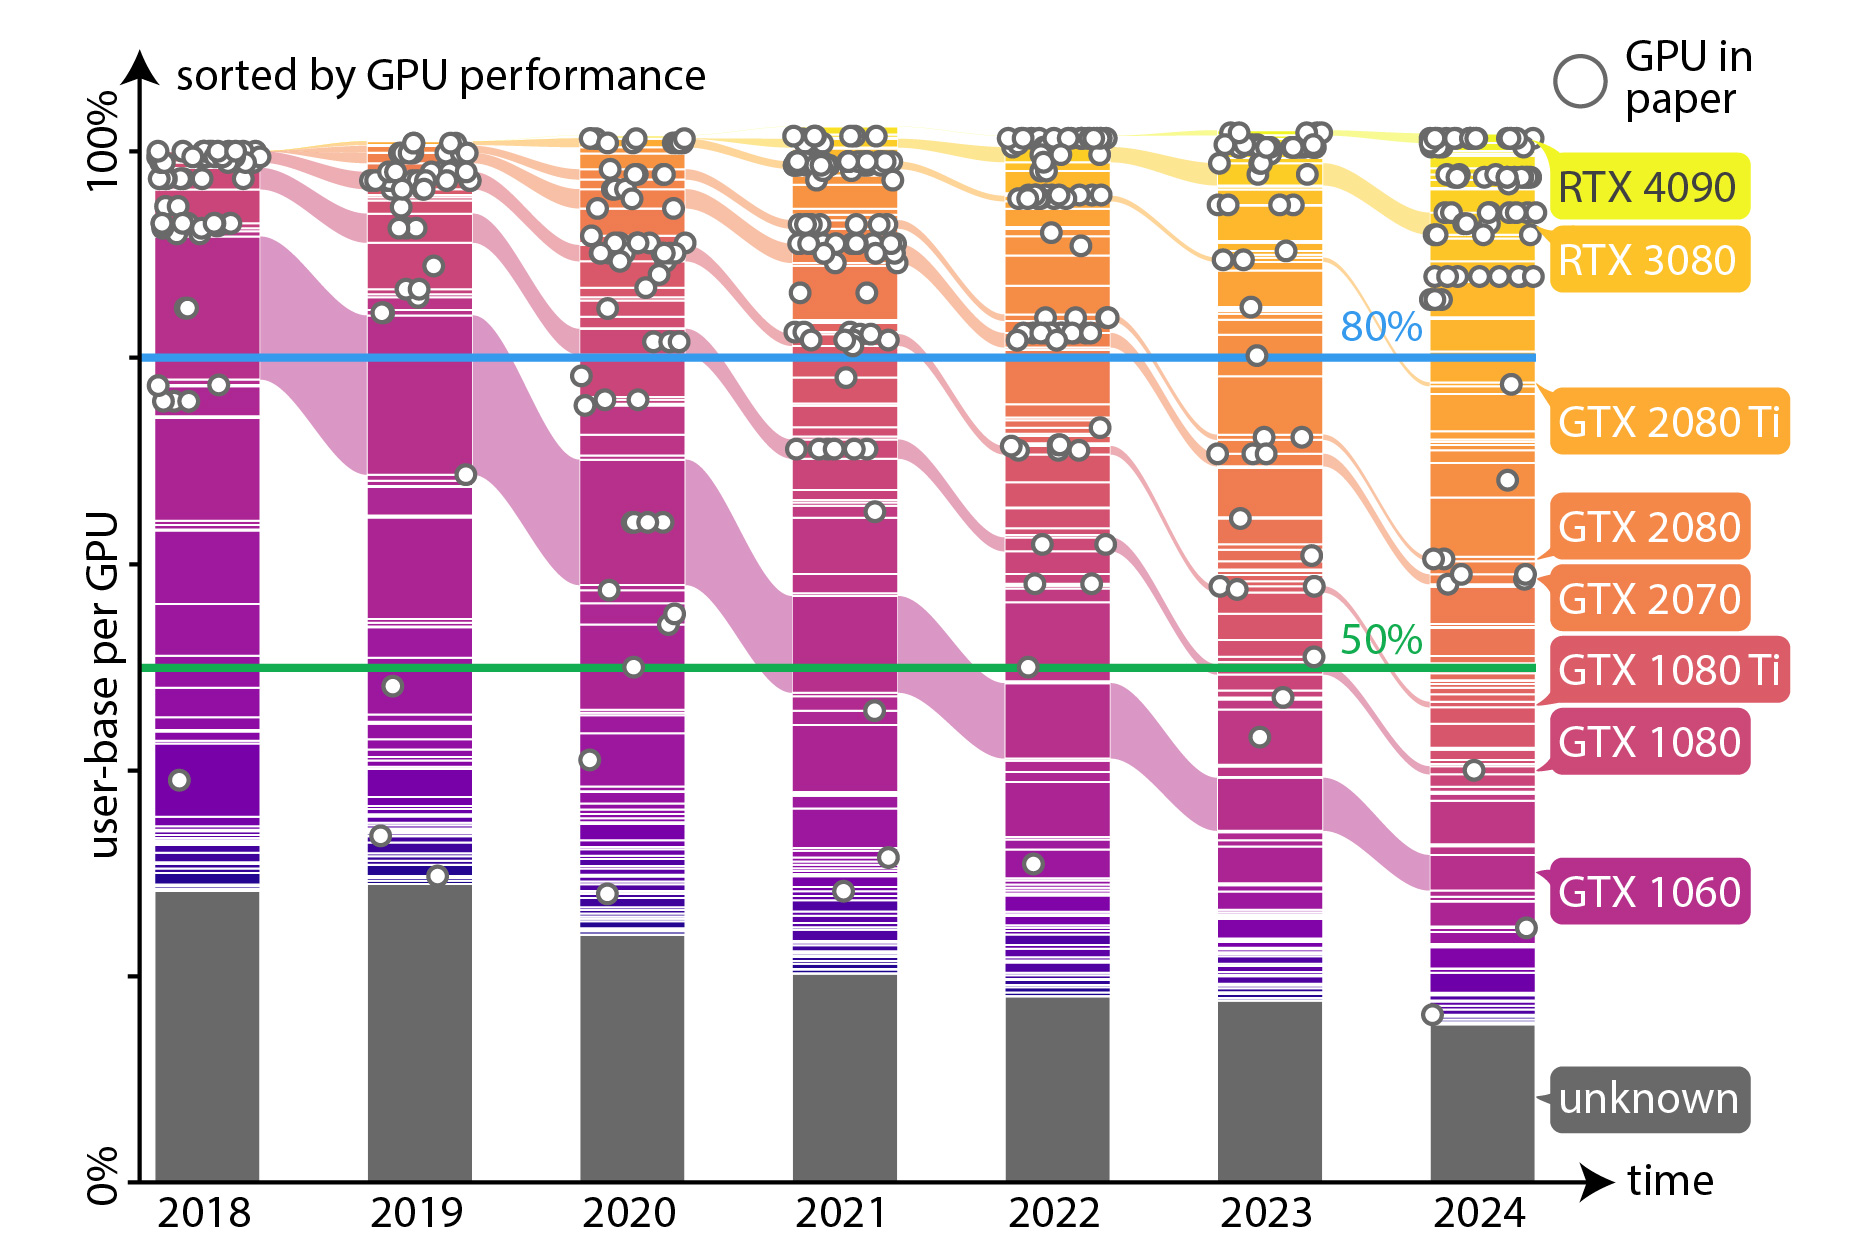 sorted by GPU performance
GPU in
paper
100%
user-base per GPU
0%
80%
50%
RTX 4090
RTX 3080
GTX 2080 Ti
GTX 2080
GTX 2070
GTX 1080 Ti
GTX 1080
GTX 1060
unknown
time
2018
2019
2020
2021
2022
2023
2024